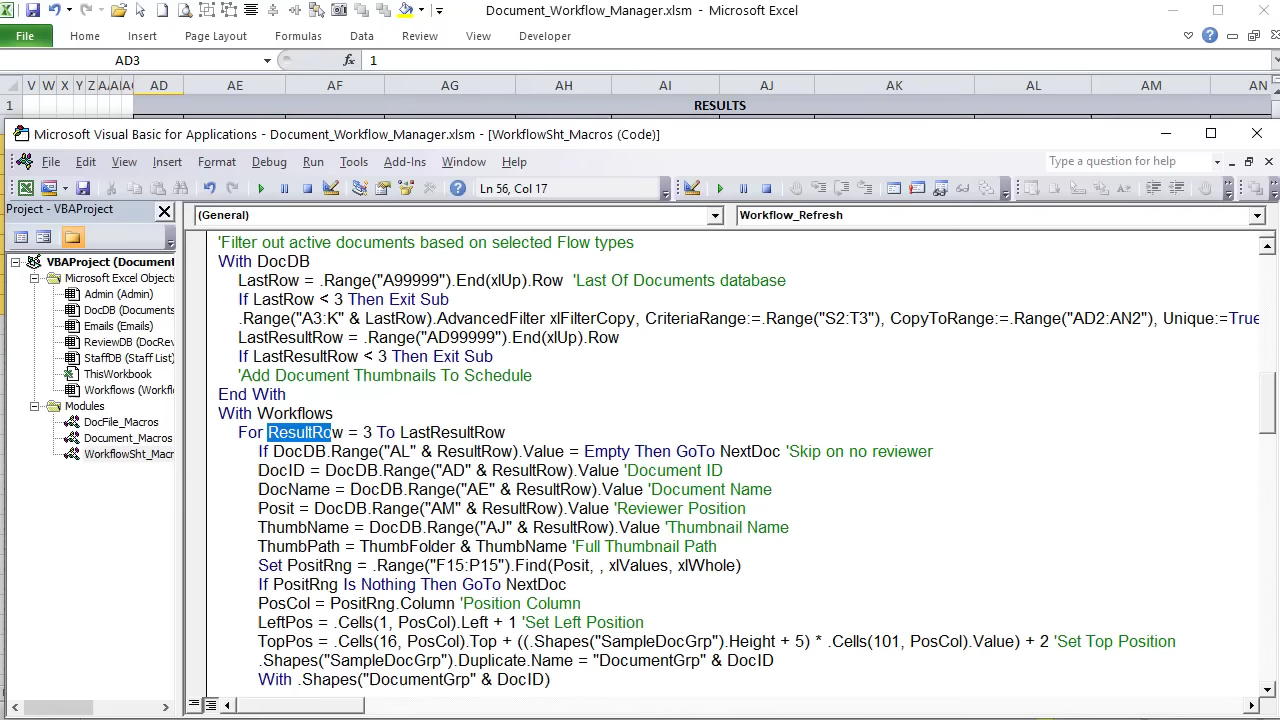 Document_Workflow_Manager.xlsm - Microsoft Excel
File Home Insert Page Layout Formulas Data Review View Developer
AD3 fx 1
V W X Y Z AD AE AF AG AH AI AJ AK AL AM AN
1 RESULTS
Microsoft Visual Basic for Applications - Document_Workflow_Manager.xlsm - [WorkflowSht_Macros (Code)]
File Edit View Insert Format Debug Run Tools Add-Ins Window Help Type a question for help
Ln 56, Col 17
Project - VBAProject
(General) Workflow_Refresh
VBAProject (Document
Microsoft Excel Objects
Admin (Admin)
DocDB (Documents
Emails (Emails)
ReviewDB (DocRev
StaffDB (Staff List)
ThisWorkbook
Workflows (Workfl
Modules
DocFile_Macros
Document_Macros
WorkflowSht_Macr
'Filter out active documents based on selected Flow types
With DocDB
LastRow = .Range("A99999").End(xlUp).Row 'Last Of Documents database
If LastRow < 3 Then Exit Sub
.Range("A3:K" & LastRow).AdvancedFilter xlFilterCopy, CriteriaRange:=.Range("S2:T3"), CopyToRange:=.Range("AD2:AN2"), Unique:=True
LastResultRow = .Range("AD99999").End(xlUp).Row
If LastResultRow < 3 Then Exit Sub
'Add Document Thumbnails To Schedule
End With
With Workflows
For ResultRow = 3 To LastResultRow
If DocDB.Range("AL" & ResultRow).Value = Empty Then GoTo NextDoc 'Skip on no reviewer
DocID = DocDB.Range("AD" & ResultRow).Value 'Document ID
DocName = DocDB.Range("AE" & ResultRow).Value 'Document Name
Posit = DocDB.Range("AM" & ResultRow).Value 'Reviewer Position
ThumbName = DocDB.Range("AJ" & ResultRow).Value 'Thumbnail Name
ThumbPath = ThumbFolder & ThumbName 'Full Thumbnail Path
Set PositRng = .Range("F15:P15").Find(Posit, , xlValues, xlWhole)
If PositRng Is Nothing Then GoTo NextDoc
PosCol = PositRng.Column 'Position Column
LeftPos = .Cells(1, PosCol).Left + 1 'Set Left Position
TopPos = .Cells(16, PosCol).Top + ((.Shapes("SampleDocGrp").Height + 5) * .Cells(101, PosCol).Value) + 2 'Set Top Position
.Shapes("SampleDocGrp").Duplicate.Name = "DocumentGrp" & DocID
With .Shapes("DocumentGrp" & DocID)